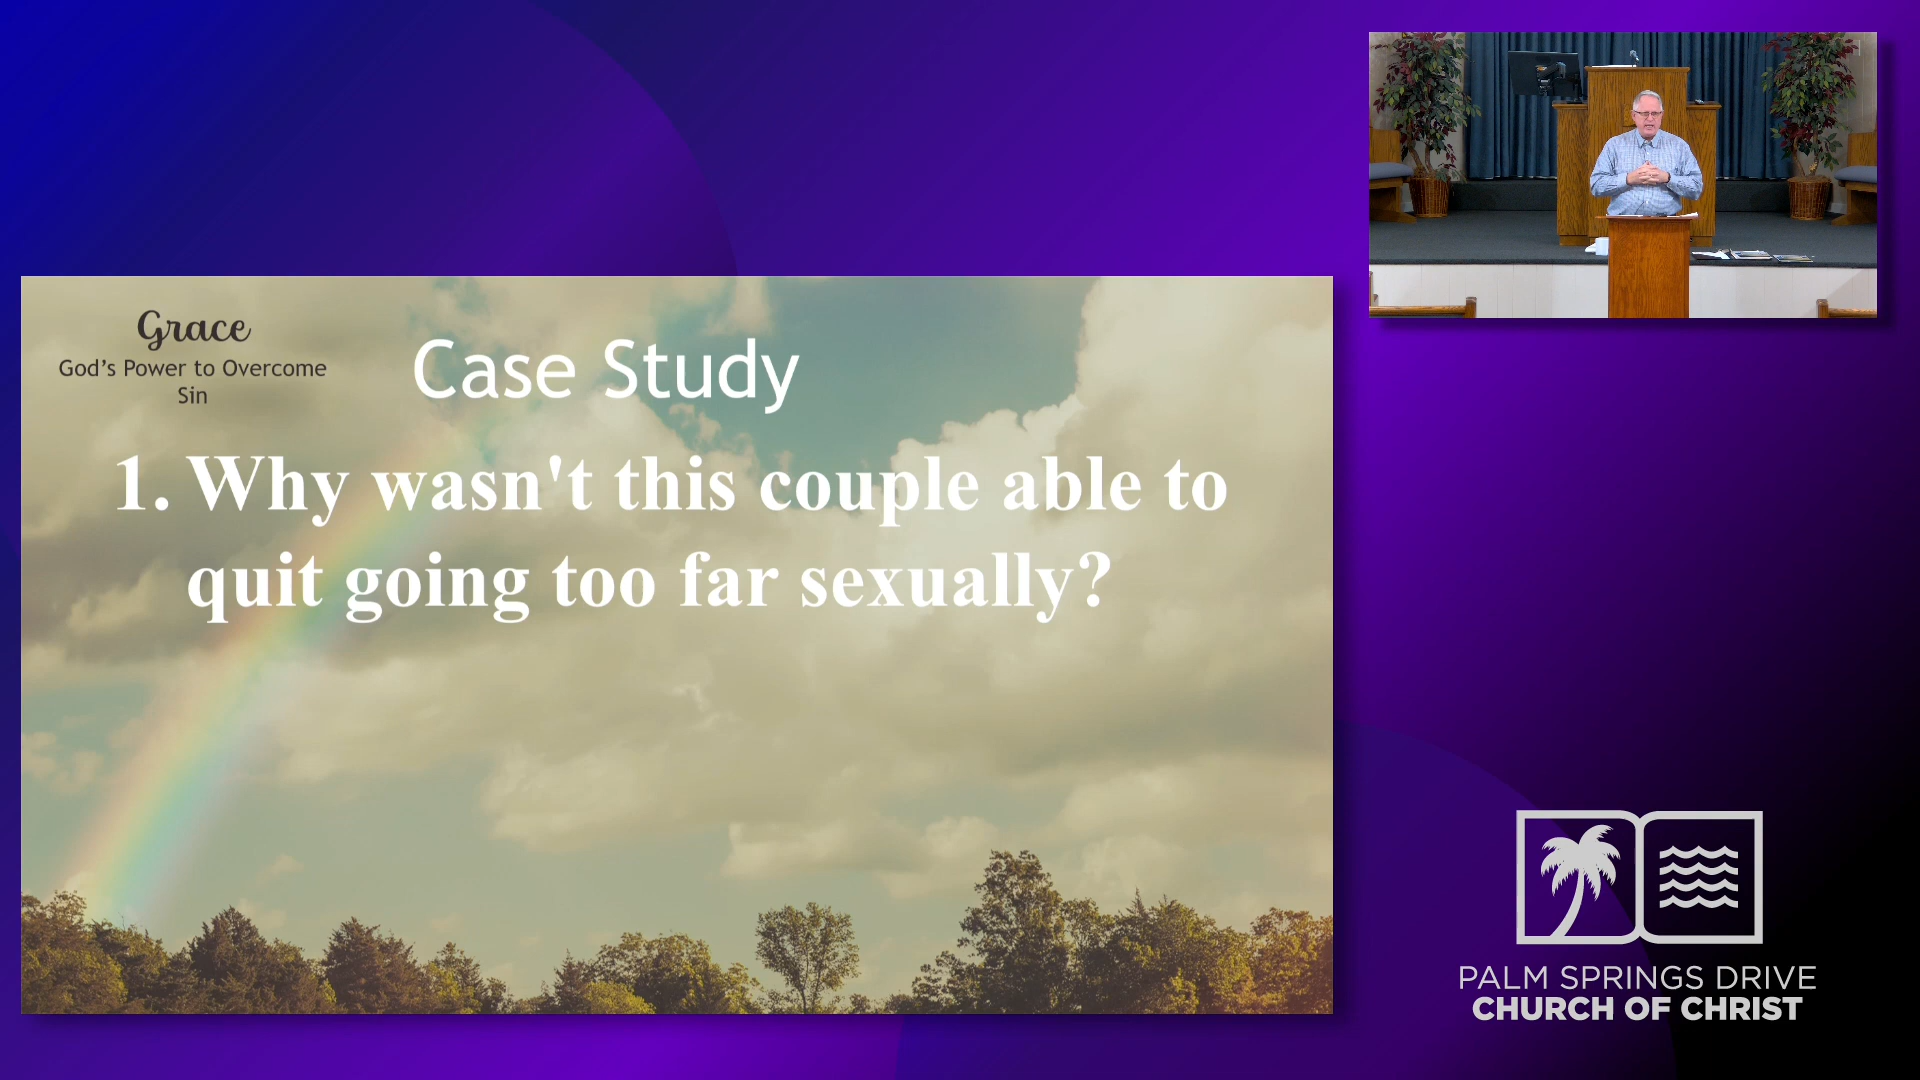 Grace
God’s Power to Overcome
Sin
Case Study
1. Why wasn't this couple able to
quit going too far sexually?
PALM SPRINGS DRIVE
CHURCH OF CHRIST